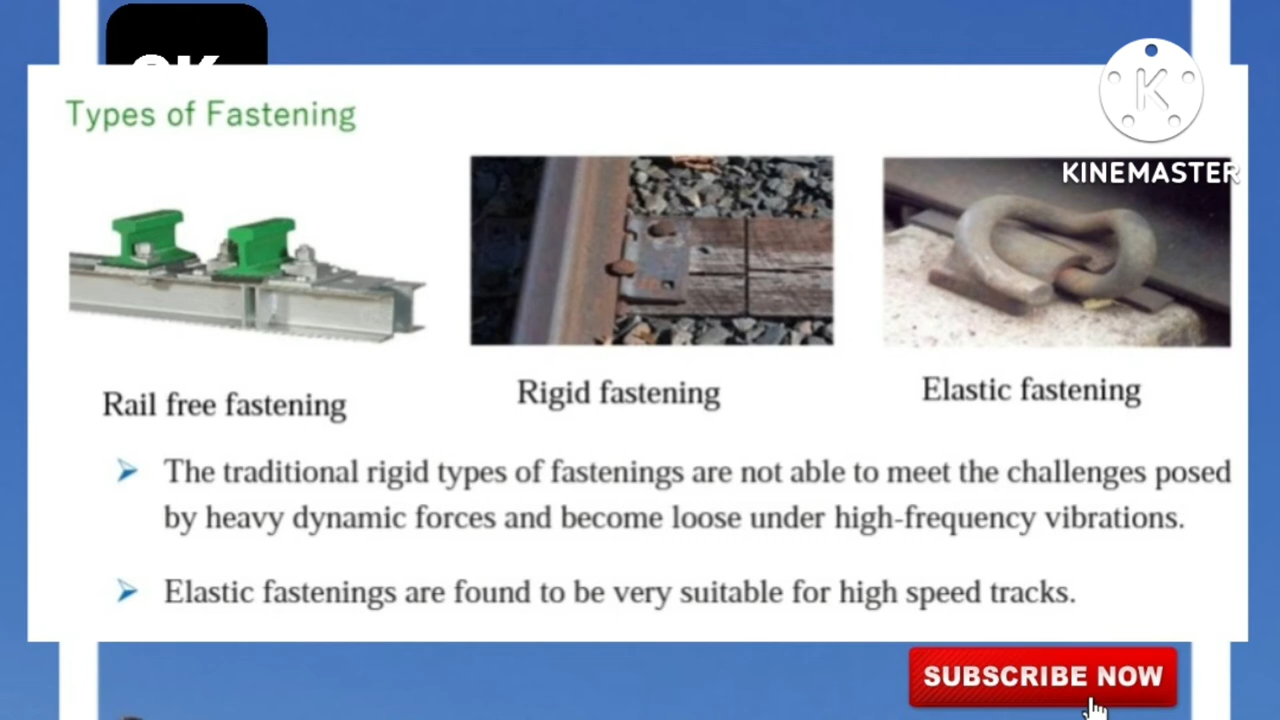 Types of Fastening
KINEMASTER
Rail free fastening
Rigid fastening
Elastic fastening
The traditional rigid types of fastenings are not able to meet the challenges posed
by heavy dynamic forces and become loose under high-frequency vibrations.
Elastic fastenings are found to be very suitable for high speed tracks.
SUBSCRIBE NOW